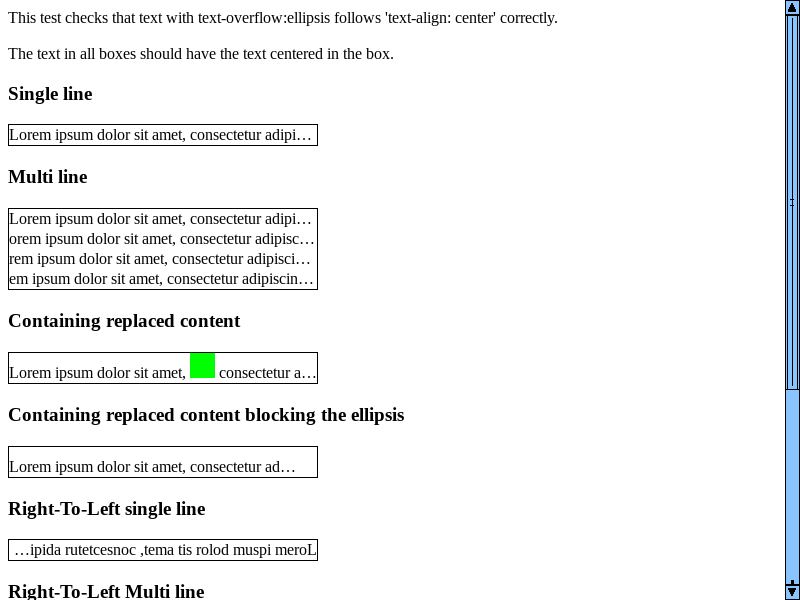 This test checks that text with text-overflow:ellipsis follows 'text-align: center' correctly.
The text in all boxes should have the text centered in the box.
Single line
Lorem ipsum dolor sit amet, consectetur adipi…
Multi line
Lorem ipsum dolor sit amet, consectetur adipi…
orem ipsum dolor sit amet, consectetur adipisc…
rem ipsum dolor sit amet, consectetur adipisci…
em ipsum dolor sit amet, consectetur adipiscin…
Containing replaced content
Lorem ipsum dolor sit amet, consectetur a…
Containing replaced content blocking the ellipsis
Lorem ipsum dolor sit amet, consectetur ad…
Right-To-Left single line
…ipida rutetcesnoc ,tema tis rolod muspi meroL
Right-To-Left Multi line